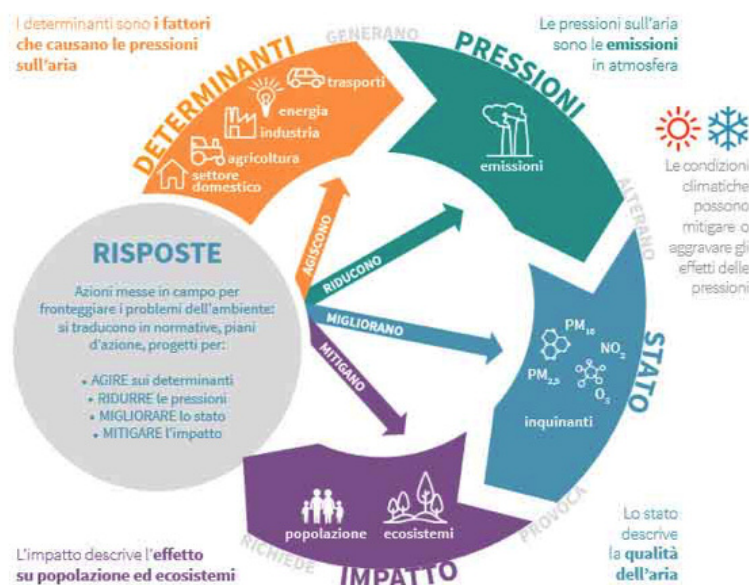 I determinanti sono i fattori
che causano le pressioni
sull'aria
DETERMINANTI
trasporti
energia
industria
agricoltura
settore
domestico
GENERANO
PRESSIONI
emissioni
Le pressioni sull'aria
sono le emissioni
in atmosfera
Le condizioni
climatiche
possono
mitigare o
aggravare gli
effetti delle
pressioni
ALTERANO
STATO
PM₁₀
NO₂
PM₂,₅
O₃
inquinanti
Lo stato
descrive
la qualità
dell'aria
PROVOCA
IMPATTO
popolazione
ecosistemi
L'impatto descrive l'effetto
su popolazione ed ecosistemi
RICHIEDE
RISPOSTE
Azioni messe in campo per
fronteggiare i problemi dell'ambiente:
si traducono in normative, piani
d'azione, progetti per:
• AGIRE sui determinanti
• RIDURRE le pressioni
• MIGLIORARE lo stato
• MITIGARE l'impatto
AGISCONO
RIDUCONO
MIGLIORANO
MITIGANO